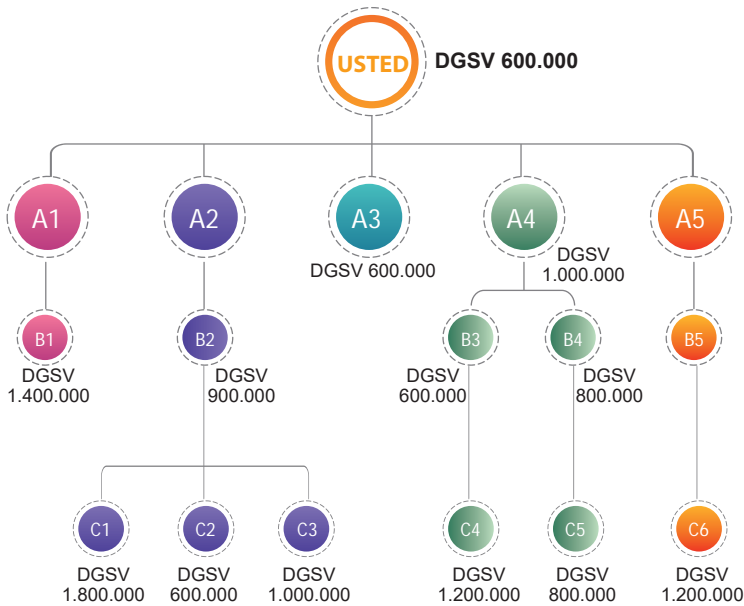 USTED
DGSV 600.000
A1
A2
A3
A4
A5
DGSV 600.000
DGSV
1.000.000
B1
B2
B3
B4
B5
DGSV
1.400.000
DGSV
900.000
DGSV
600.000
DGSV
800.000
C1
C2
C3
C4
C5
C6
DGSV
1.800.000
DGSV
600.000
DGSV
1.000.000
DGSV
1.200.000
DGSV
800.000
DGSV
1.200.000